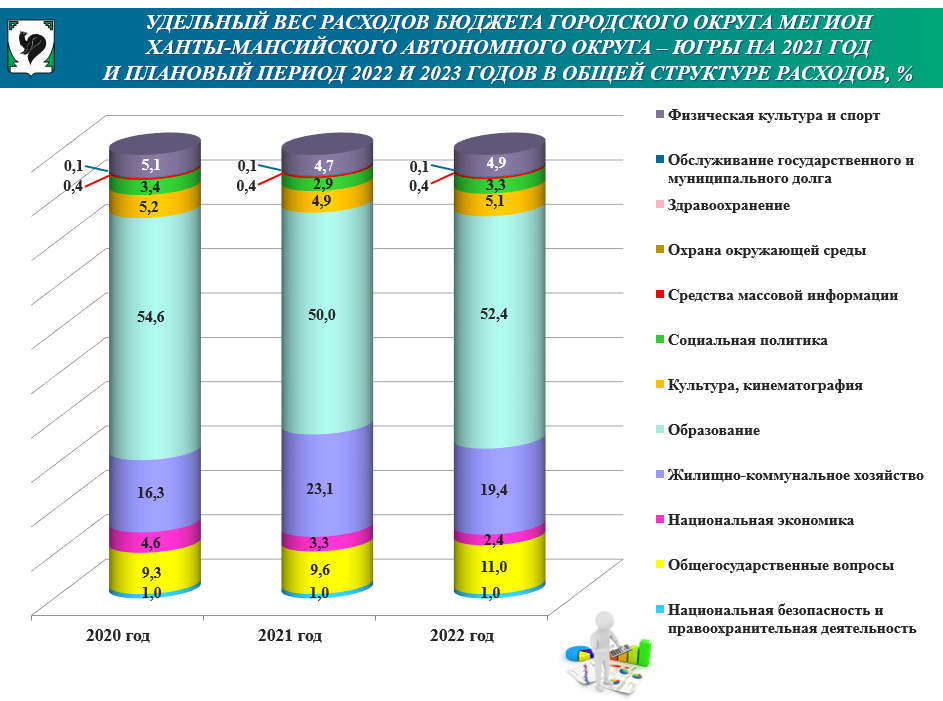 УДЕЛЬНЫЙ ВЕС РАСХОДОВ БЮДЖЕТА ГОРОДСКОГО ОКРУГА МЕГИОН
ХАНТЫ-МАНСИЙСКОГО АВТОНОМНОГО ОКРУГА – ЮГРЫ НА 2021 ГОД
И ПЛАНОВЫЙ ПЕРИОД 2022 И 2023 ГОДОВ В ОБЩЕЙ СТРУКТУРЕ РАСХОДОВ, %
5,1
0,1
0,4
3,4
5,2
54,6
16,3
4,6
9,3
1,0
2020 год
4,7
0,1
0,4
2,9
4,9
50,0
23,1
3,3
9,6
1,0
2021 год
4,9
0,1
0,4
3,3
5,1
52,4
19,4
2,4
11,0
1,0
2022 год
Физическая культура и спорт
Обслуживание государственного и
муниципального долга
Здравоохранение
Охрана окружающей среды
Средства массовой информации
Социальная политика
Культура, кинематография
Образование
Жилищно-коммунальное хозяйство
Национальная экономика
Общегосударственные вопросы
Национальная безопасность и
правоохранительная деятельность